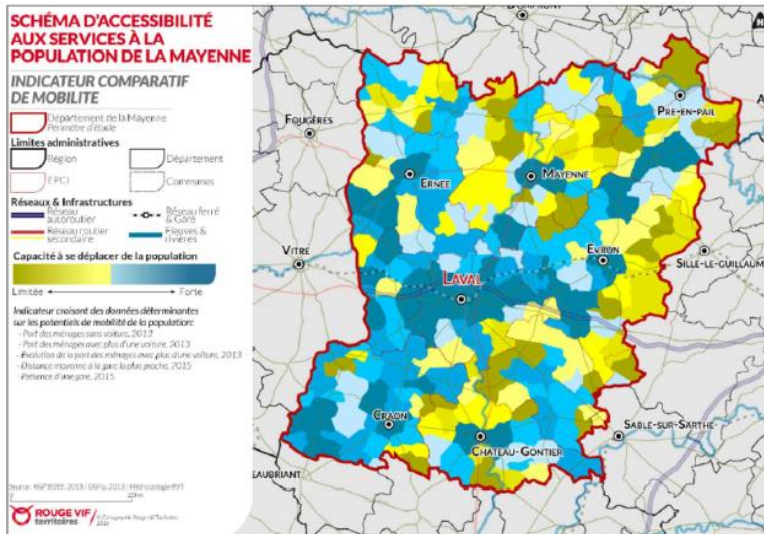 SCHÉMA D'ACCESSIBILITÉ
AUX SERVICES À LA
POPULATION DE LA MAYENNE
INDICATEUR COMPARATIF
DE MOBILITE
Département de la Mayenne
Périmètre d'étude
Limites administratives
Région
Département
EPCI
Communes
Réseaux & Infrastructures
Réseau
autoroutier
Réseau ferré
& Gare
Réseau routier
secondaire
Fleuves &
rivières
Capacité à se déplacer de la population
Limitée
Forte
Indicateur croisant des données déterminantes
sur les potentiels de mobilité de la population:
- Part des ménages sans voiture, 2013
- Part des ménages avec plus d'une voiture, 2013
- Evolution de la part des ménages avec plus d'une voiture, 2013
- Distance moyenne à la gare la plus proche, 2015
- Présence d'une gare, 2015
0
ROUGE VIF
territoires
FOUGÈRES
PRE-EN-PAIL
ERNEE
MAYENNE
VITRE
EVRON
SILLE-LE-GUILLAUM
LAVAL
CRAON
CHATEAU-GONTIER
SABLE-SUR-SARTHE
EAUBRIANT